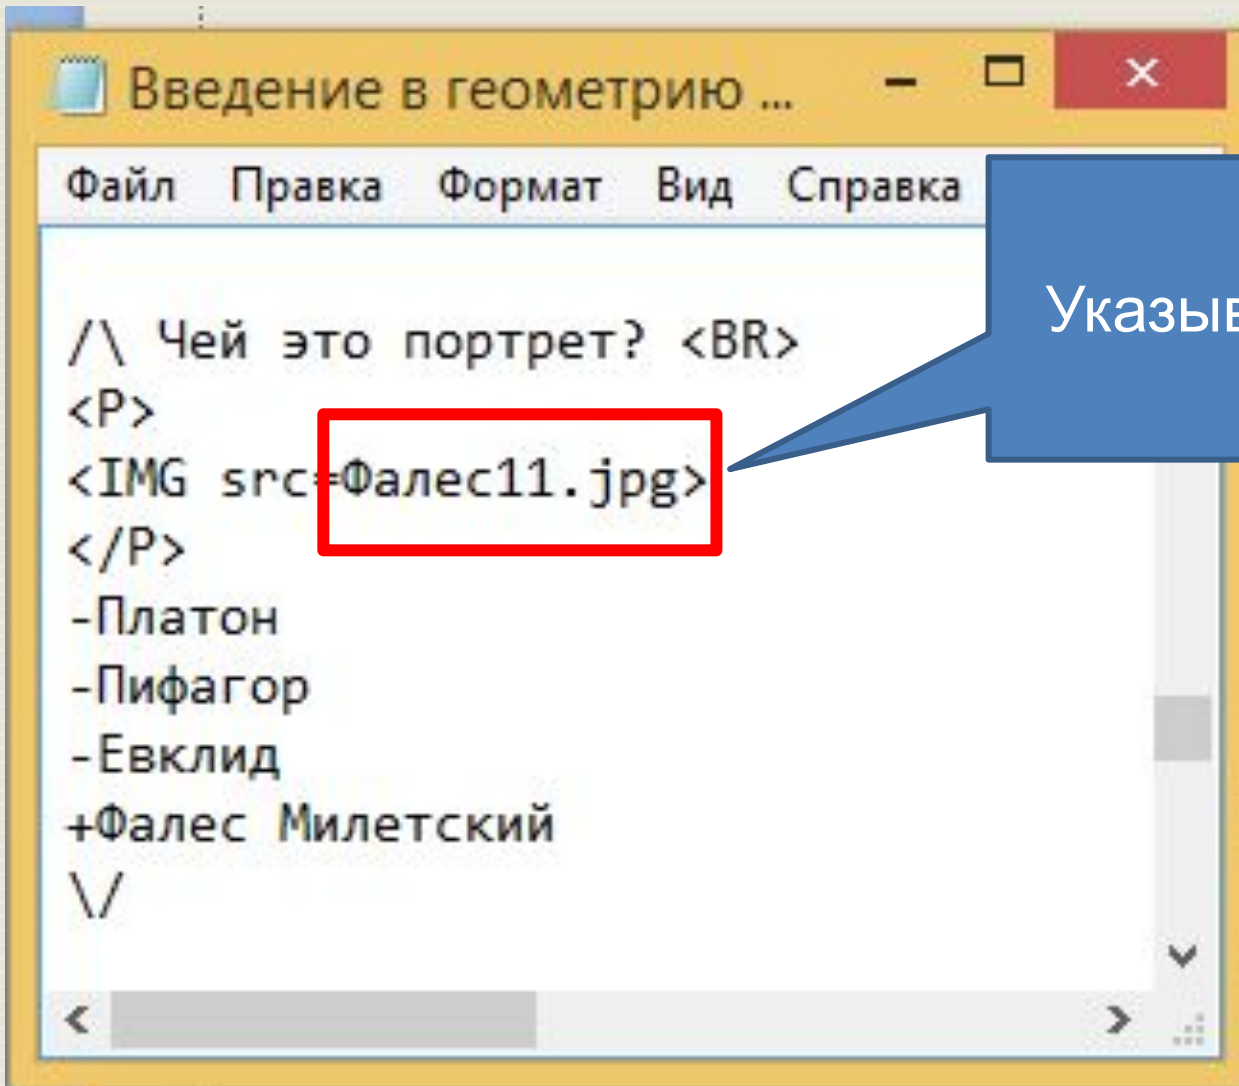 Введение в геометрию ...
Файл Правка Формат Вид Справка
/\ Чей это портрет? <BR>
<P>
<IMG src=Фалес11.jpg>
</P>
-Платон
-Пифагор
-Евклид
+Фалес Милетский
\/